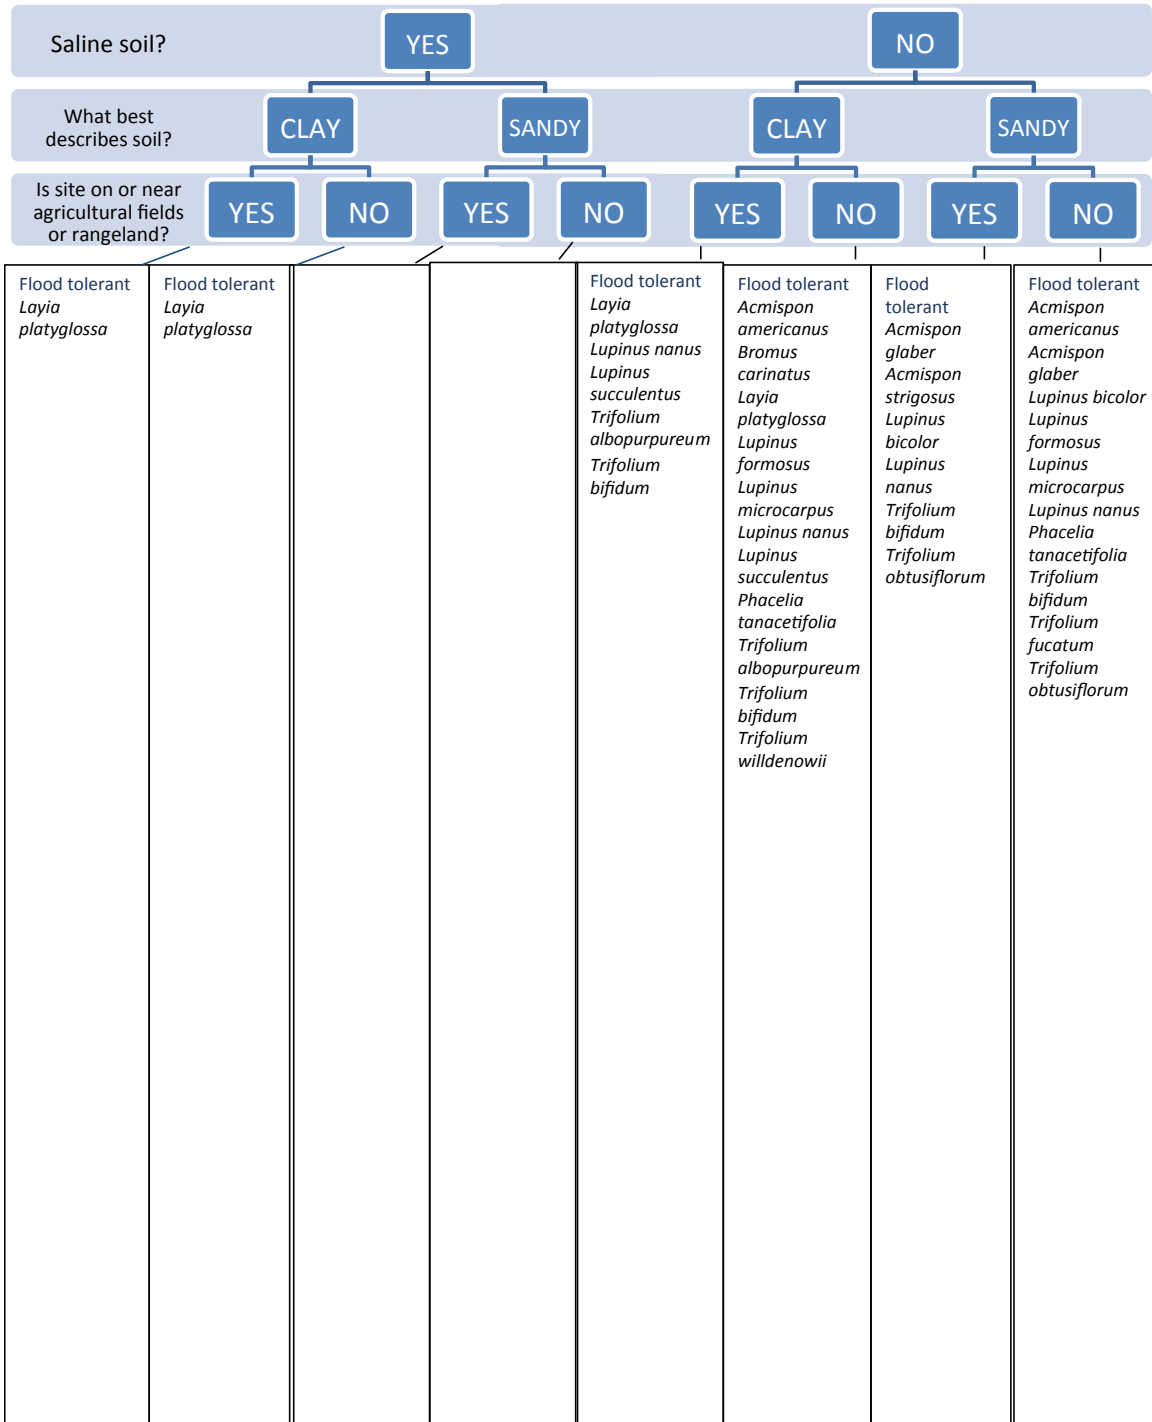 Saline soil?
YES
NO
What best
describes soil?
CLAY
SANDY
CLAY
SANDY
Is site on or near
agricultural fields
or rangeland?
YES
NO
YES
NO
YES
NO
YES
NO
Flood tolerant
Layia
platyglossa
Flood tolerant
Layia
platyglossa
Flood tolerant
Layia
platyglossa
Lupinus nanus
Lupinus
succulentus
Trifolium
albopurpureum
Trifolium
bifidum
Flood tolerant
Acmispon
americanus
Bromus
carinatus
Layia
platyglossa
Lupinus
formosus
Lupinus
microcarpus
Lupinus nanus
Lupinus
succulentus
Phacelia
tanacetifolia
Trifolium
albopurpureum
Trifolium
bifidum
Trifolium
willdenowii
Flood
tolerant
Acmispon
glaber
Acmispon
strigosus
Lupinus
bicolor
Lupinus
nanus
Trifolium
bifidum
Trifolium
obtusiflorum
Flood tolerant
Acmispon
americanus
Acmispon
glaber
Lupinus bicolor
Lupinus
formosus
Lupinus
microcarpus
Lupinus nanus
Phacelia
tanacetifolia
Trifolium
bifidum
Trifolium
fucatum
Trifolium
obtusiflorum